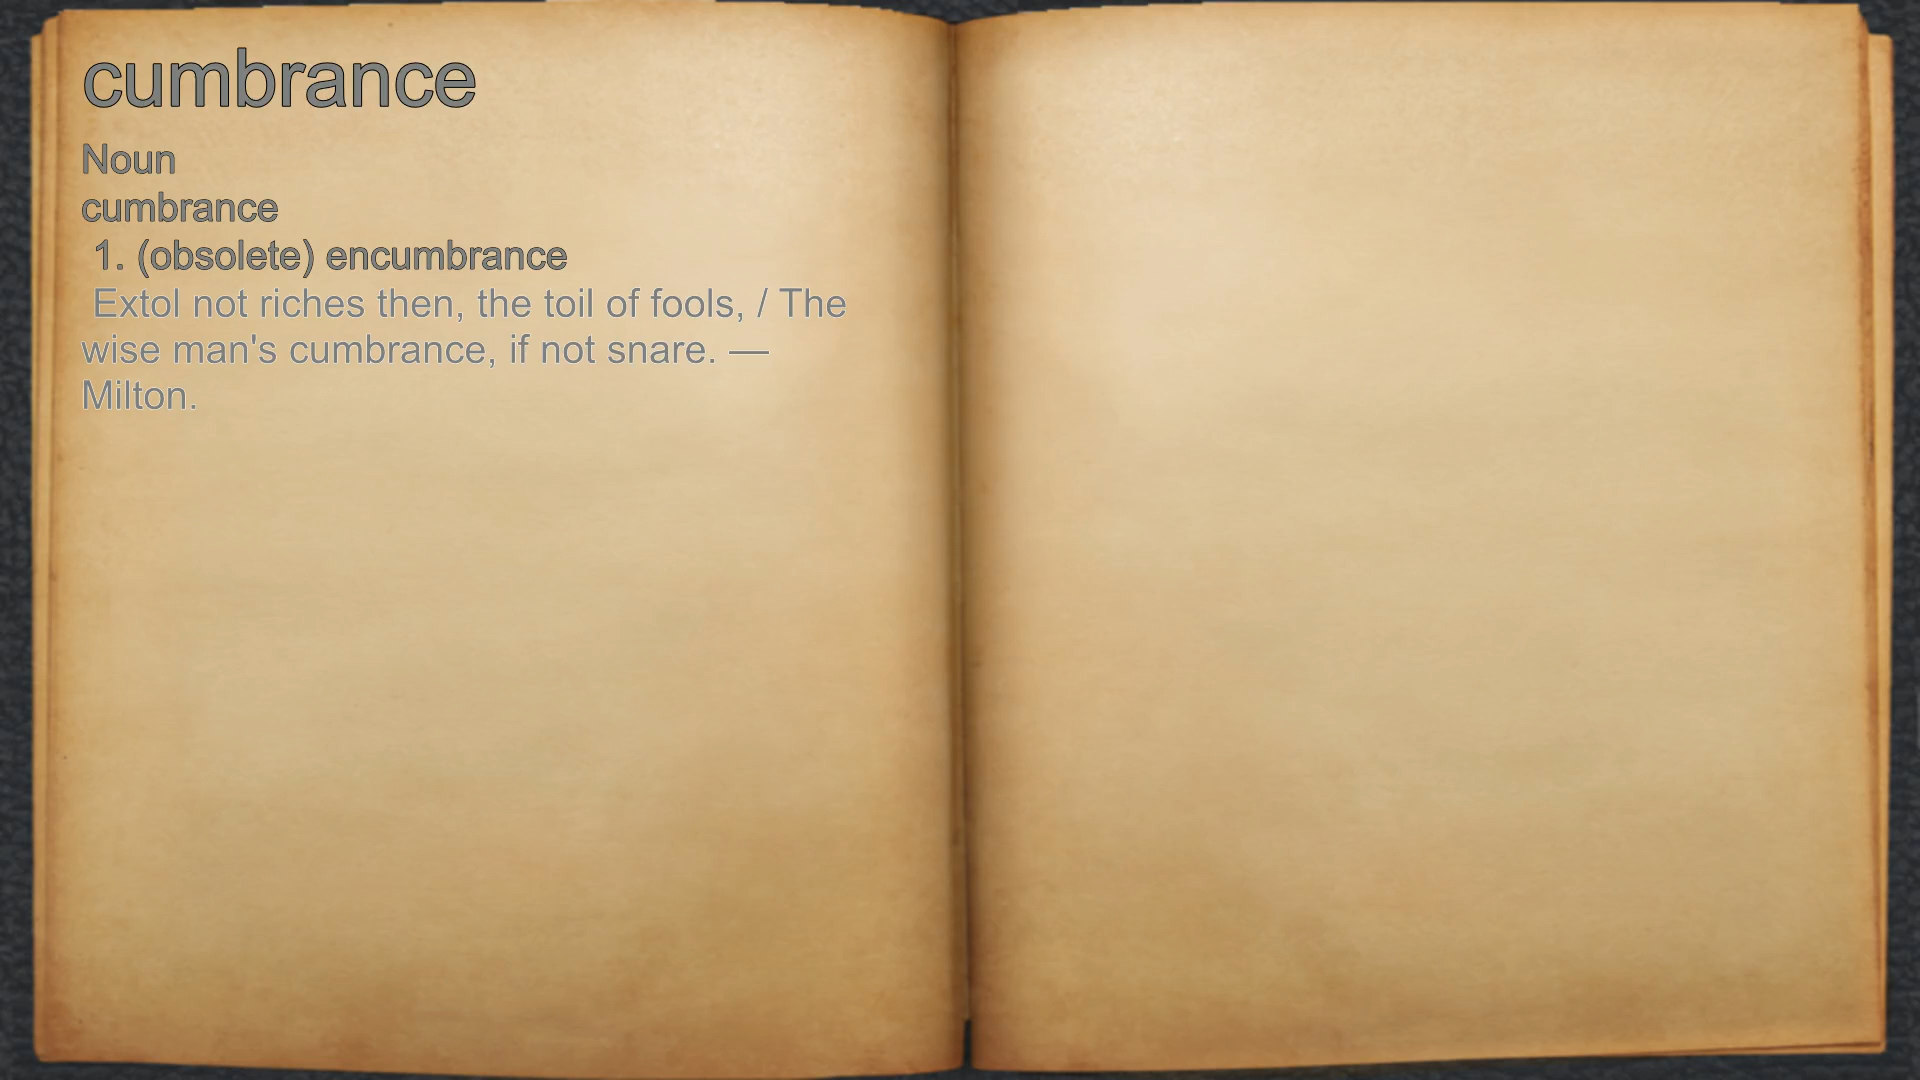 cumbrance
Noun
cumbrance
1. (obsolete) encumbrance
Extol not riches then, the toil of fools, / The
wise man's cumbrance, if not snare. —
Milton.